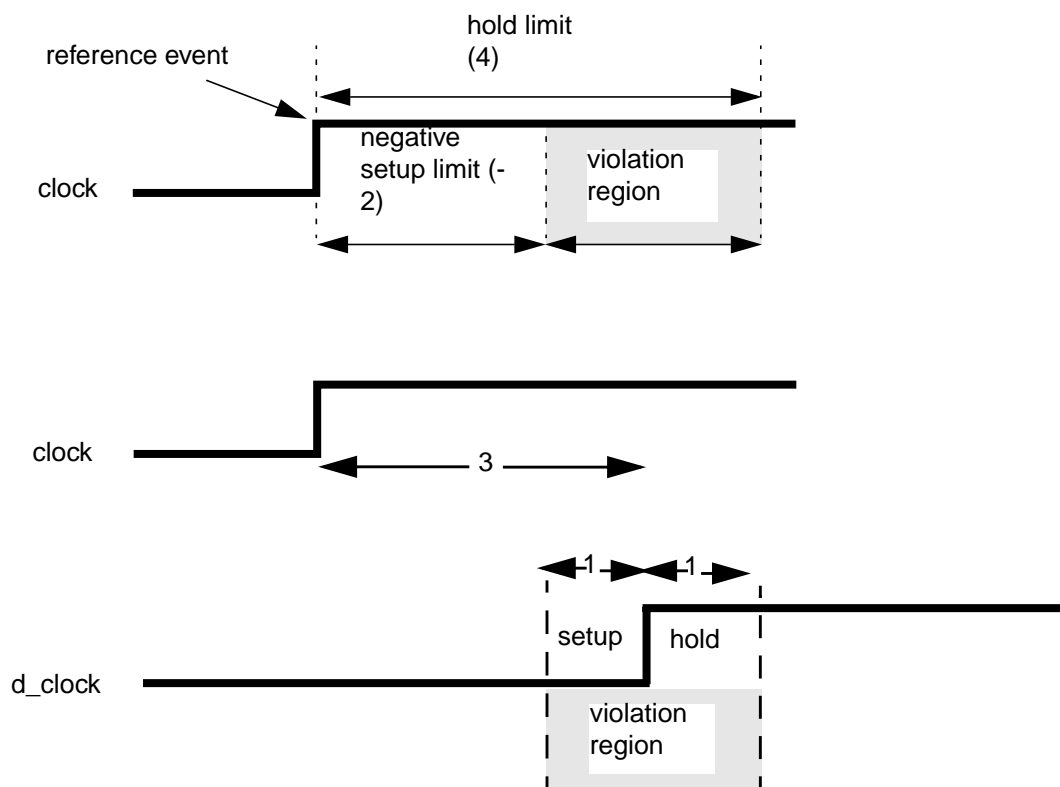 hold limit
(4)
reference event
negative
setup limit (-
2)
violation
region
clock
clock
3
1
1
setup
hold
d_clock
violation
region